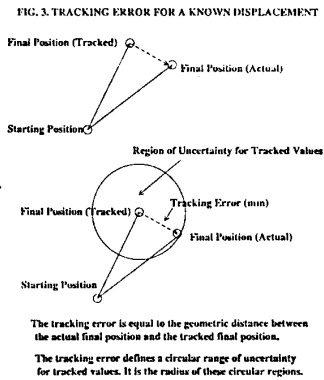 FIG. 3. TRACKING ERROR FOR A KNOWN DISPLACEMENT
Final Position (Tracked)
Final Position (Actual)
Starting Position
Region of Uncertainty for Tracked Values
Tracking Error (mm)
Final Position (Tracked)
Final Position (Actual)
Starting Position
The tracking error is equal to the geometric distance between
the actual final position and the tracked final position.
The tracking error defines a circular range of uncertainty
for tracked values. It is the radius of these circular regions.